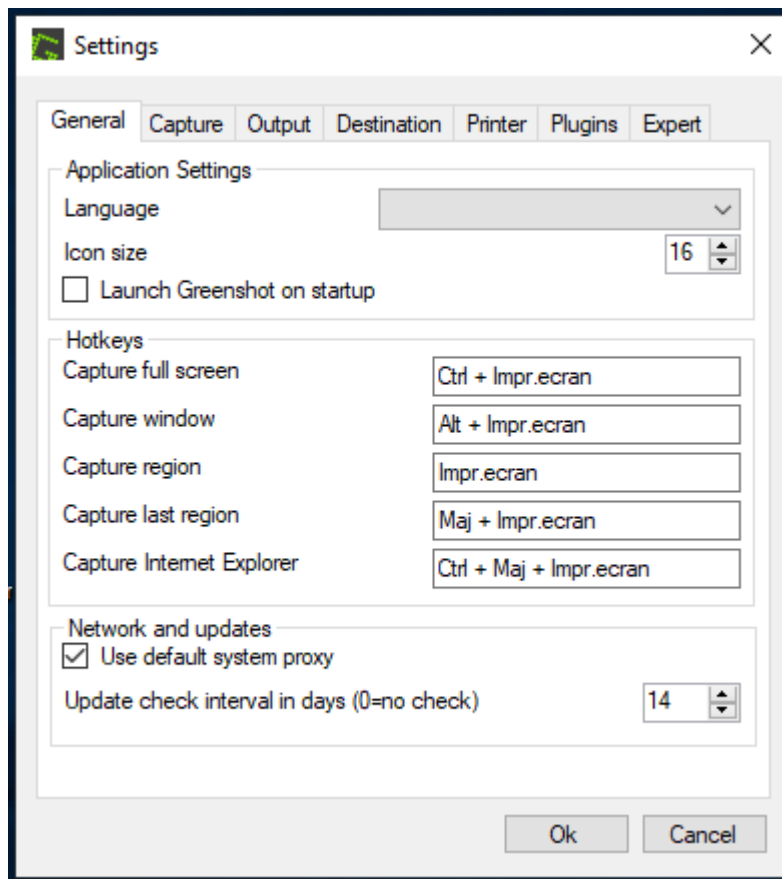 Settings
General Capture Output Destination Printer Plugins Expert
Application Settings
Language
Icon size 16
Launch Greenshot on startup
Hotkeys
Capture full screen Ctrl + Impr.ecran
Capture window Alt + Impr.ecran
Capture region Impr.ecran
Capture last region Maj + Impr.ecran
Capture Internet Explorer Ctrl + Maj + Impr.ecran
Network and updates
Use default system proxy
Update check interval in days (0=no check) 14
Ok Cancel